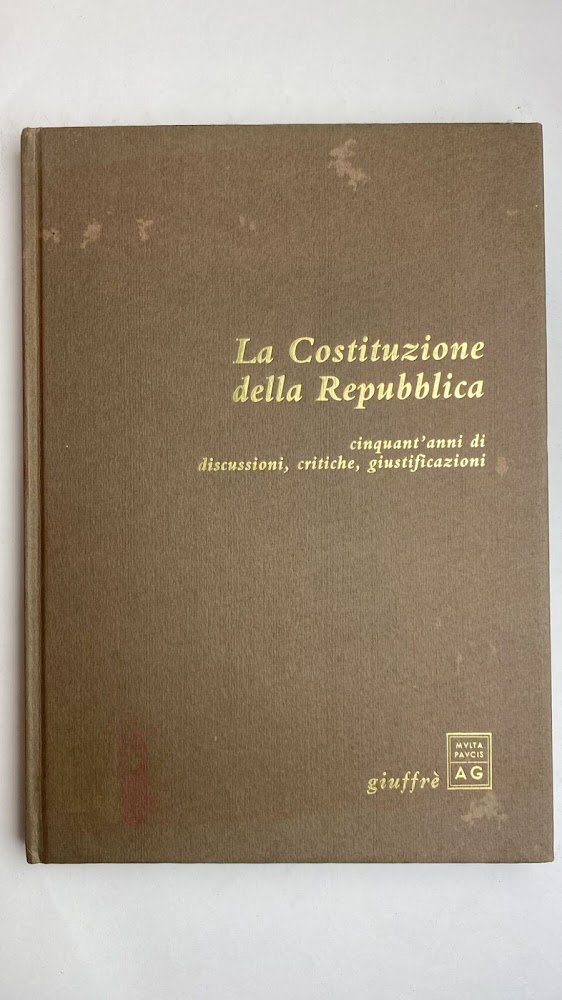 La Costituzione
della Repubblica
cinquant'anni di
discussioni, critiche, giustificazioni
giuffrè
MVLTA
PAVCIS
AG